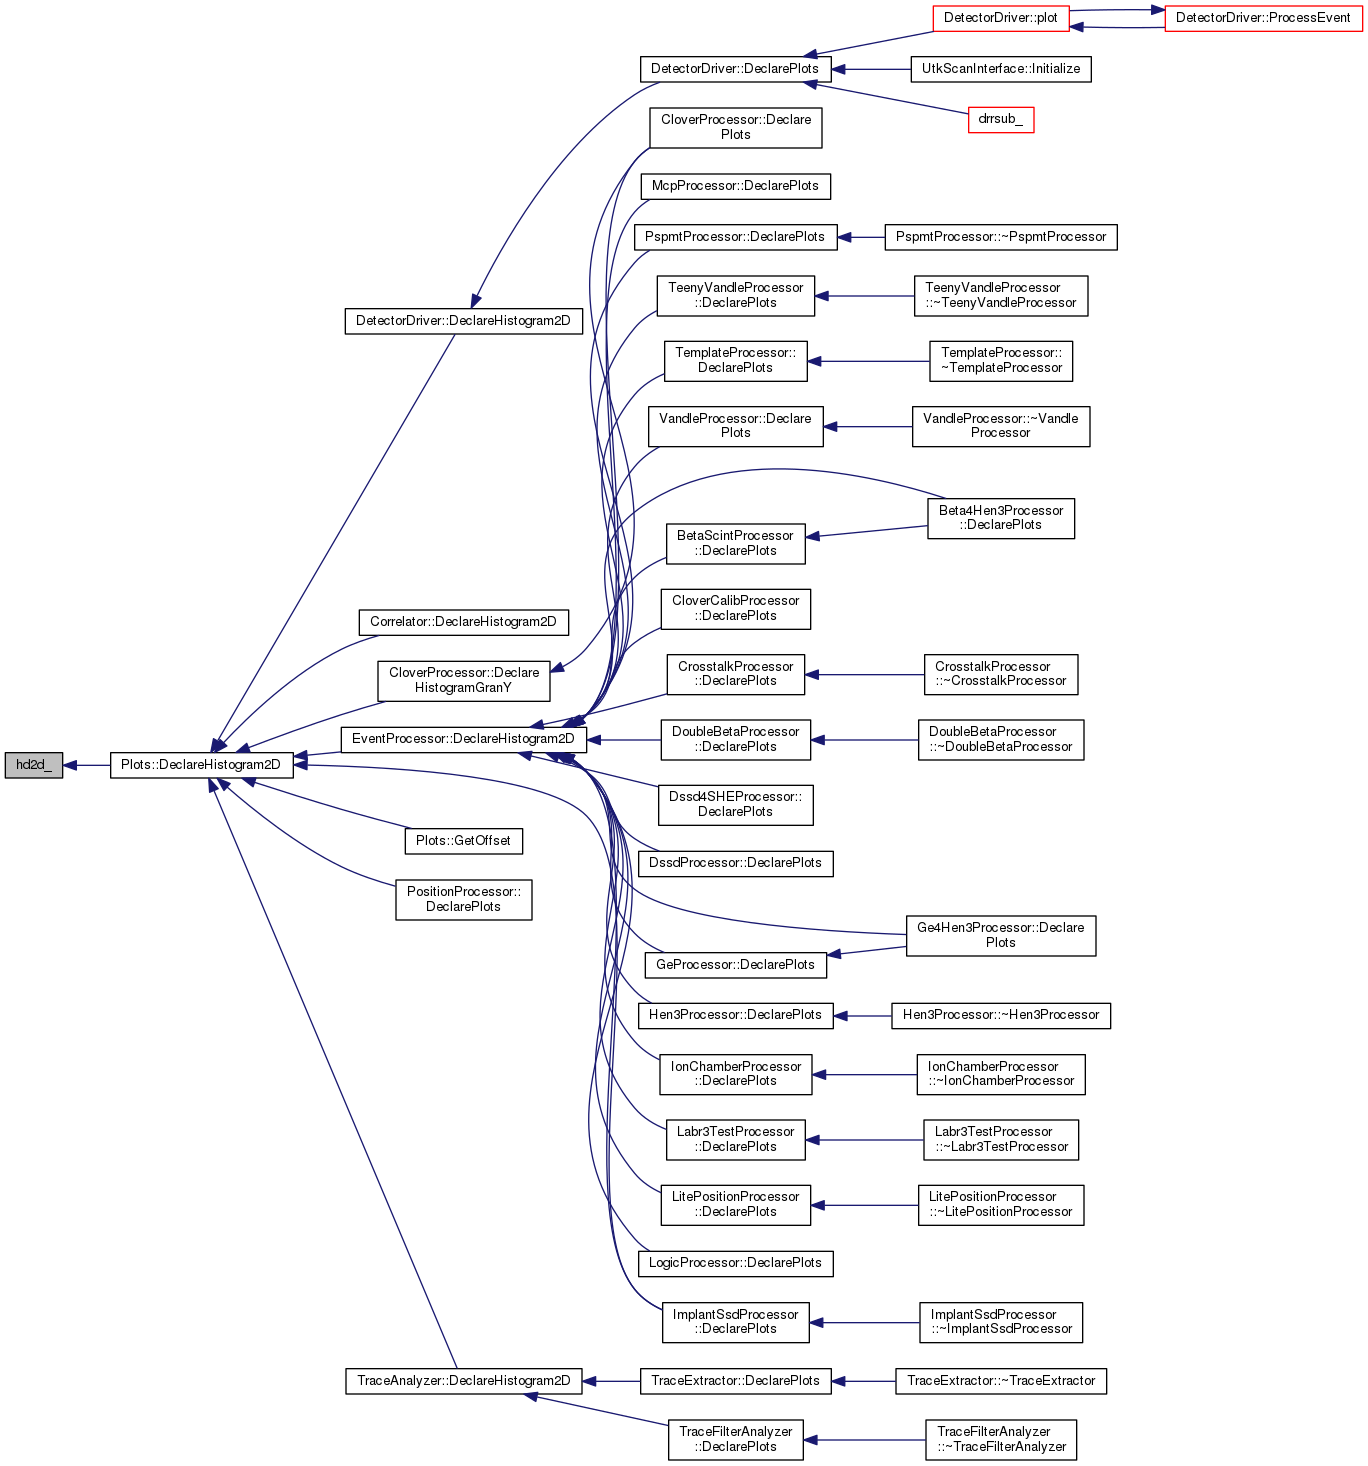 DetectorDriver::plot
DetectorDriver::ProcessEvent
DetectorDriver::DeclarePlots
UtkScanInterface::Initialize
drrsub_
CloverProcessor::Declare
Plots
McpProcessor::DeclarePlots
PspmtProcessor::DeclarePlots
PspmtProcessor::~PspmtProcessor
TeenyVandleProcessor
::DeclarePlots
TeenyVandleProcessor
::~TeenyVandleProcessor
DetectorDriver::DeclareHistogram2D
TemplateProcessor::
DeclarePlots
TemplateProcessor::
~TemplateProcessor
VandleProcessor::Declare
Plots
VandleProcessor::~Vandle
Processor
Beta4Hen3Processor
::DeclarePlots
BetaScintProcessor
::DeclarePlots
CloverCalibProcessor
::DeclarePlots
Correlator::DeclareHistogram2D
CloverProcessor::Declare
HistogramGranY
CrosstalkProcessor
::DeclarePlots
CrosstalkProcessor
::~CrosstalkProcessor
EventProcessor::DeclareHistogram2D
DoubleBetaProcessor
::DeclarePlots
DoubleBetaProcessor
::~DoubleBetaProcessor
hd2d_
Plots::DeclareHistogram2D
Dssd4SHEProcessor::
DeclarePlots
Plots::GetOffset
DssdProcessor::DeclarePlots
PositionProcessor::
DeclarePlots
Ge4Hen3Processor::Declare
Plots
GeProcessor::DeclarePlots
Hen3Processor::DeclarePlots
Hen3Processor::~Hen3Processor
IonChamberProcessor
::DeclarePlots
IonChamberProcessor
::~IonChamberProcessor
Labr3TestProcessor
::DeclarePlots
Labr3TestProcessor
::~Labr3TestProcessor
LitePositionProcessor
::DeclarePlots
LitePositionProcessor
::~LitePositionProcessor
LogicProcessor::DeclarePlots
ImplantSsdProcessor
::DeclarePlots
ImplantSsdProcessor
::~ImplantSsdProcessor
TraceAnalyzer::DeclareHistogram2D
TraceExtractor::DeclarePlots
TraceExtractor::~TraceExtractor
TraceFilterAnalyzer
::DeclarePlots
TraceFilterAnalyzer
::~TraceFilterAnalyzer